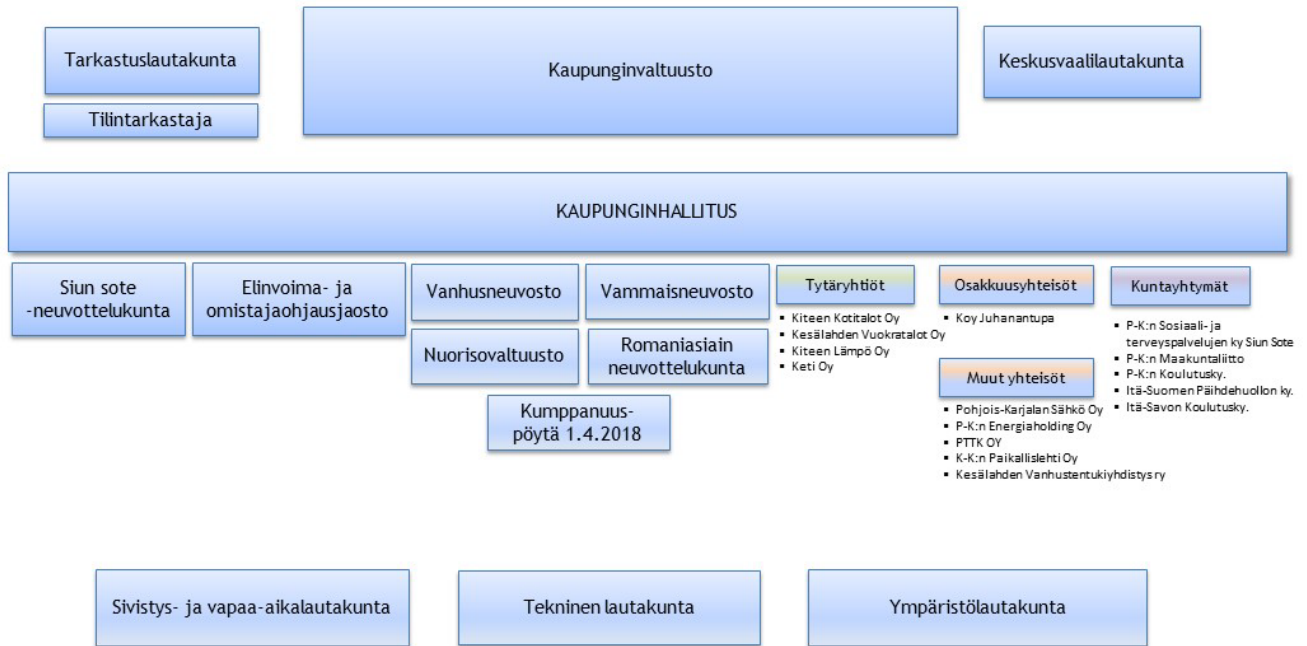 Tarkastuslautakunta
Tilintarkastaja
Kaupunginvaltuusto
Keskusvaalilautakunta
KAUPUNGINHALLITUS
Siun sote
-neuvottelukunta
Elinvoima- ja
omistajaohjausjaosto
Vanhusneuvosto
Vammaisneuvosto
Nuorisovaltuusto
Romaniasiain
neuvottelukunta
Kumppanuus-
pöytä 1.4.2018
Tytäryhtiöt
▪ Kiteen Kotitalot Oy
▪ Kesälahden Vuokratalot Oy
▪ Kiteen Lämpö Oy
▪ Keti Oy
Osakkuusyhteisöt
▪ Koy Juhanantupa
Muut yhteisöt
▪ Pohjois-Karjalan Sähkö Oy
▪ P-K:n Energiaholding Oy
▪ PTTK OY
▪ K-K:n Paikallislehti Oy
▪ Kesälahden Vanhustentukiyhdistys ry
Kuntayhtymät
▪ P-K:n Sosiaali- ja
terveyspalvelujen ky Siun Sote
▪ P-K:n Maakuntaliitto
▪ P-K:n Koulutusky.
▪ Itä-Suomen Päihdehuollon ky.
▪ Itä-Savon Koulutusky.
Sivistys- ja vapaa-aikalautakunta
Tekninen lautakunta
Ympäristölautakunta